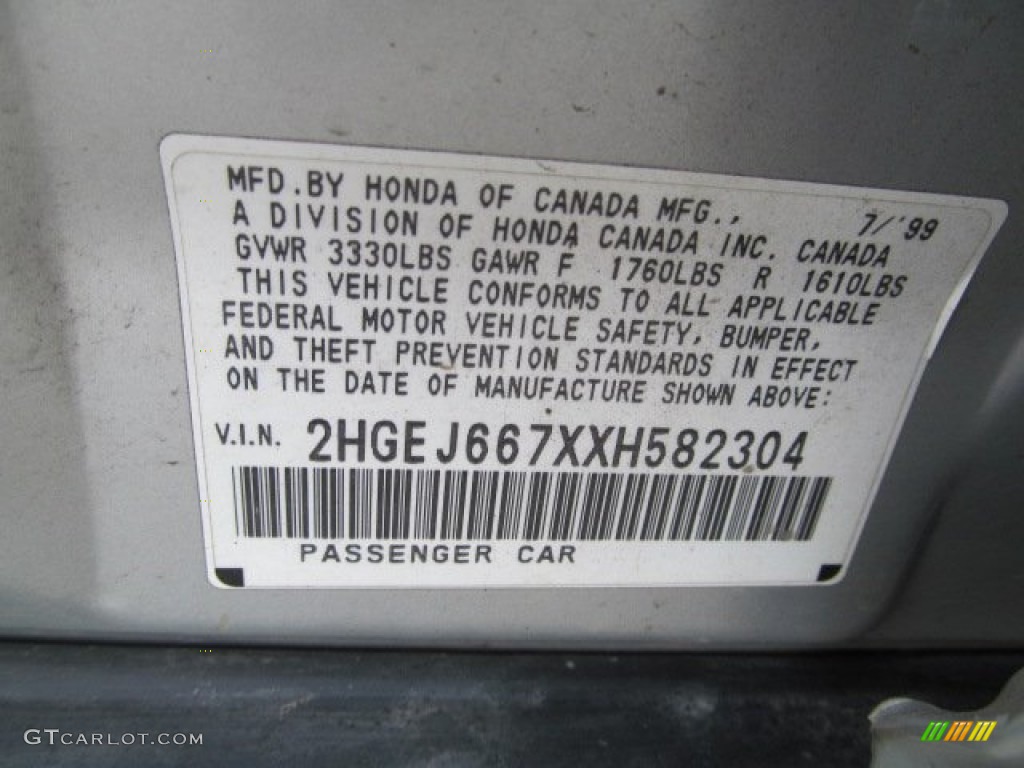 MFD.BY HONDA OF CANADA MFG., 7/'99
A DIVISION OF HONDA CANADA INC. CANADA
GVWR 3330LBS GAWR F 1760LBS R 1610LBS
THIS VEHICLE CONFORMS TO ALL APPLICABLE
FEDERAL MOTOR VEHICLE SAFETY, BUMPER,
AND THEFT PREVENTION STANDARDS IN EFFECT
ON THE DATE OF MANUFACTURE SHOWN ABOVE:
V.I.N. 2HGEJ667XXH582304
PASSENGER CAR
GTCARLOT.COM